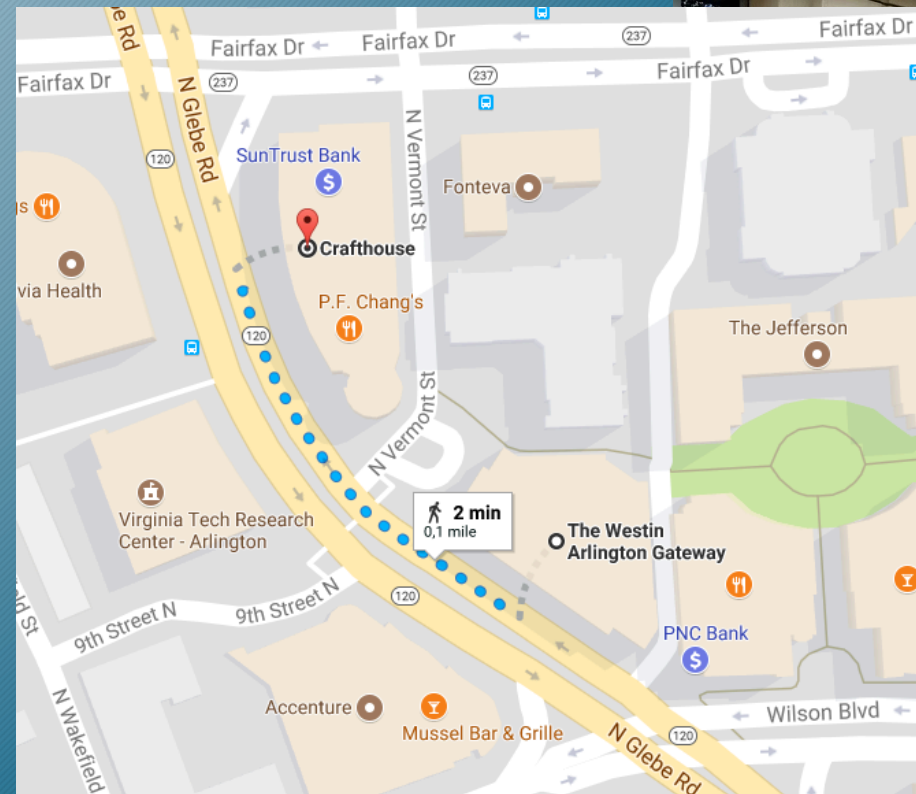 be Rd
Fairfax Dr
Fairfax Dr
237
Fairfax Dr
Fairfax Dr
237
237
Fairfax Dr
N Glebe Rd
120
N Vermont St
SunTrust Bank
Fonteva
gs
Crafthouse
via Health
P.F. Chang's
120
The Jefferson
N Vermont St
Virginia Tech Research
Center - Arlington
2 min
0,1 mile
The Westin
Arlington Gateway
9th Street N
9th Street N
120
ld St
PNC Bank
N Wakefield
Accenture
Mussel Bar & Grille
N Glebe Rd
120
Wilson Blvd